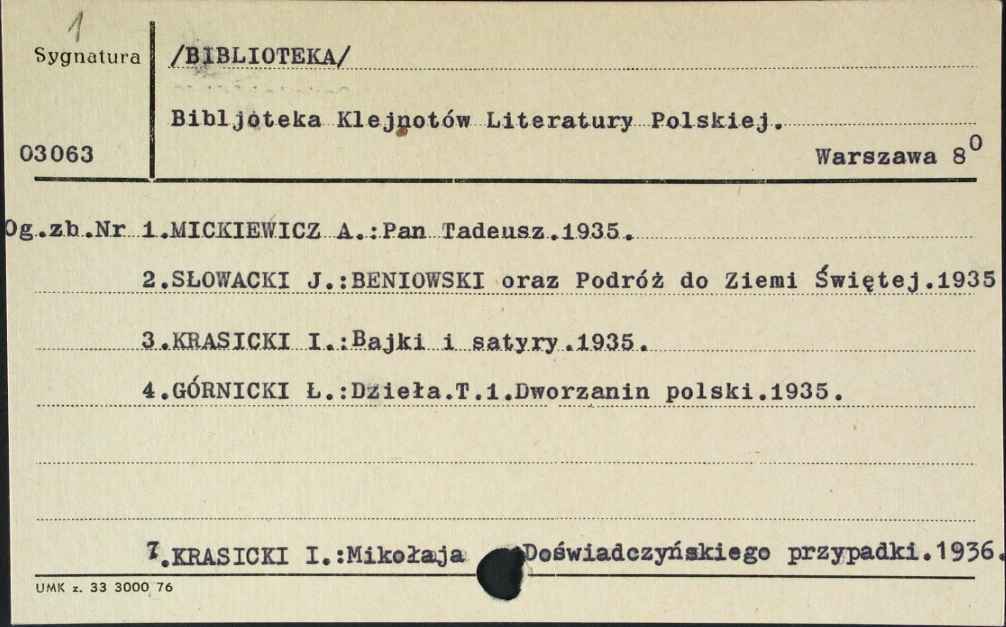 1
Sygnatura /BIBLIOTEKA/
Bibljoteka Klejnotów Literatury Polskiej.
03063 Warszawa 8⁰
Og.zb.Nr 1.MICKIEWICZ A.:Pan Tadeusz.1935.
2.SŁOWACKI J.:BENIOWSKI oraz Podróż do Ziemi Świętej.1935
3.KRASICKI I.:Bajki i satyry.1935.
4.GÓRNICKI Ł.:Dzieła.T.1.Dworzanin polski.1935.
7.KRASICKI I.:Mikołaja Doświadczyńskiego przypadki.1936.
UMK z. 33 3000 76